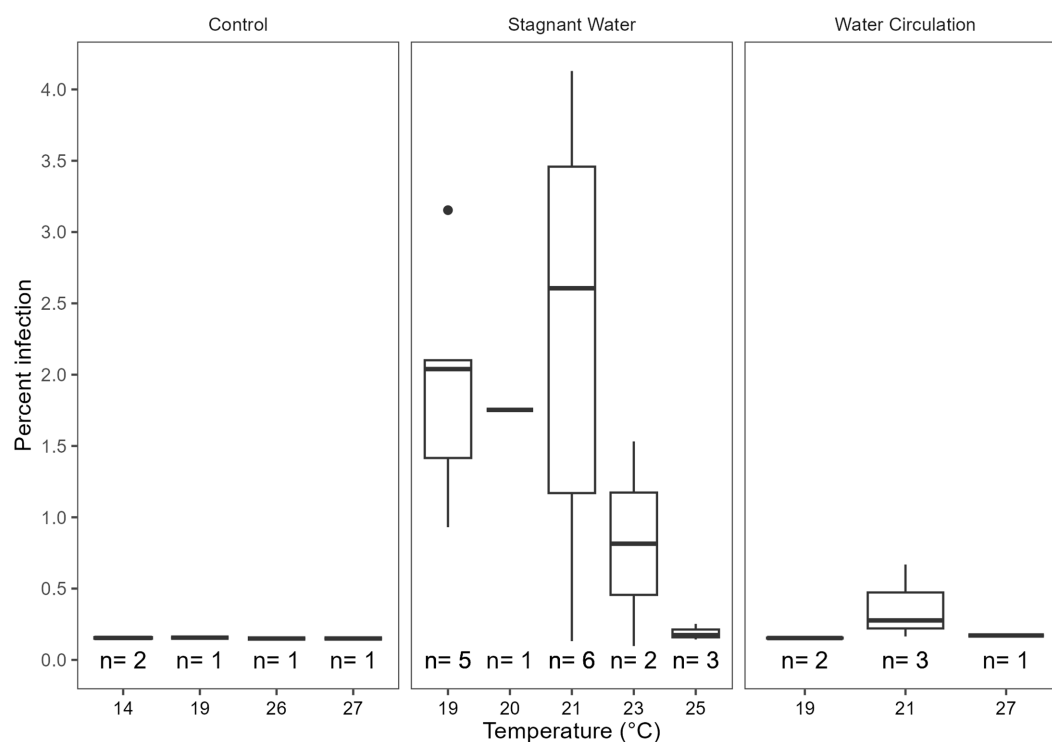 Control Stagnant Water Water Circulation
Percent infection
4.0
3.5
3.0
2.5
2.0
1.5
1.0
0.5
0.0
n= 2 n= 1 n= 1 n= 1 n= 5 n= 1 n= 6 n= 2 n= 3 n= 2 n= 3 n= 1
14 19 26 27 19 20 21 23 25 19 21 27
Temperature (°C)